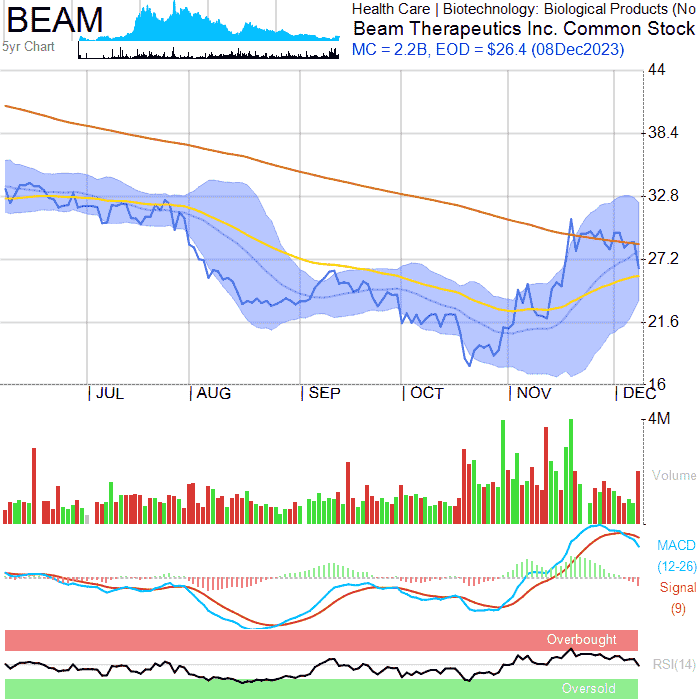 BEAM
5yr Chart
Health Care | Biotechnology: Biological Products (No
Beam Therapeutics Inc. Common Stock
MC = 2.2B, EOD = $26.4 (08Dec2023)
44
38.4
32.8
27.2
21.6
16
JUL AUG SEP OCT NOV DEC
4M
Volume
MACD
(12-26)
Signal
(9)
Overbought
RSI(14)
Oversold